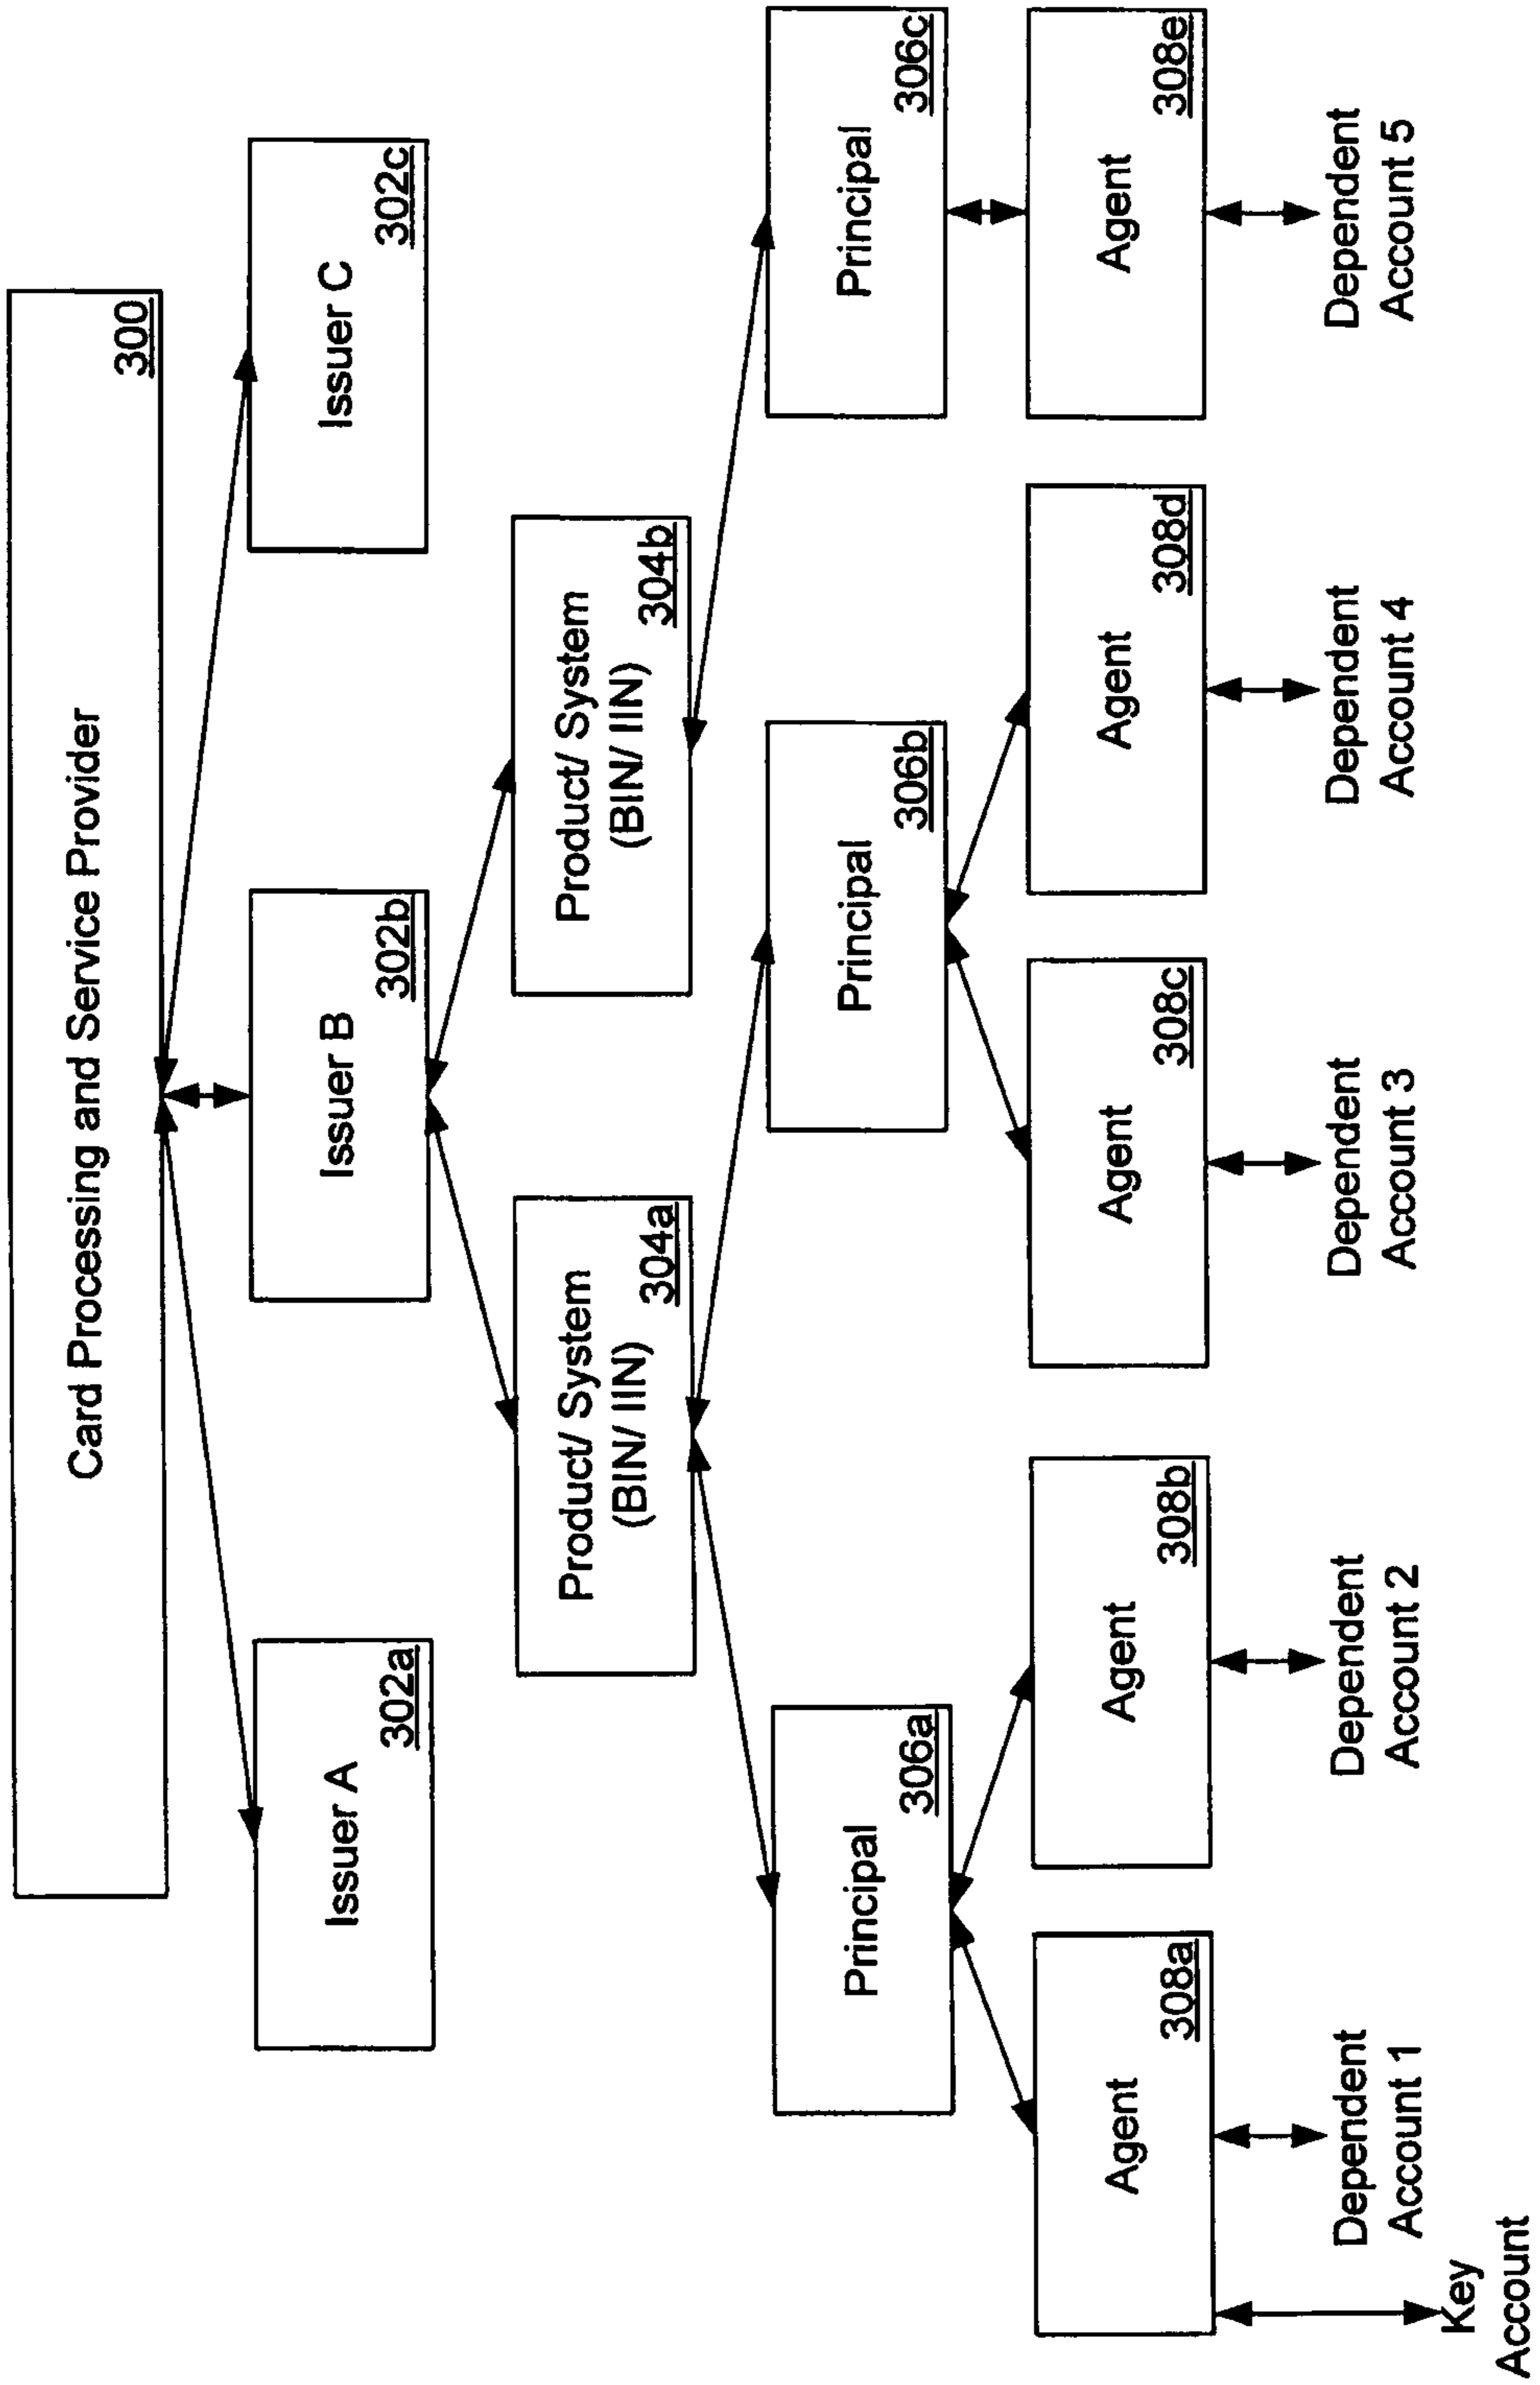 Card Processing and Service Provider
300
Issuer A
302a
Issuer B
302b
Issuer C
302c
Product/ System
(BIN/ IIN)
304a
Product/ System
(BIN/ IIN)
304b
Principal
306a
Principal
306b
Principal
306c
Agent
308a
Agent
308b
Agent
308c
Agent
308d
Agent
308e
Key
Account
Dependent
Account 1
Dependent
Account 2
Dependent
Account 3
Dependent
Account 4
Dependent
Account 5